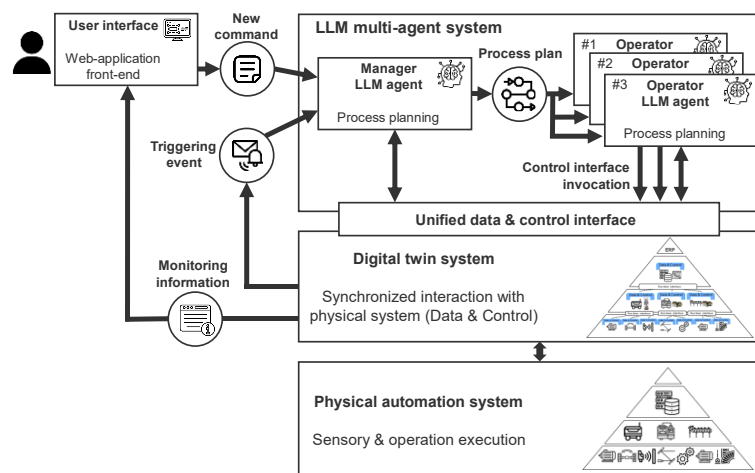 User interface
Web-application
front-end
New
command
LLM multi-agent system
Manager
LLM agent
Process planning
Process plan
#1 Operator
#2 Operator
#3 Operator
LLM agent
Process planning
Triggering
event
Control interface
invocation
Unified data & control interface
Monitoring
information
Digital twin system
Synchronized interaction with
physical system (Data & Control)
ERP
Physical automation system
Sensory & operation execution